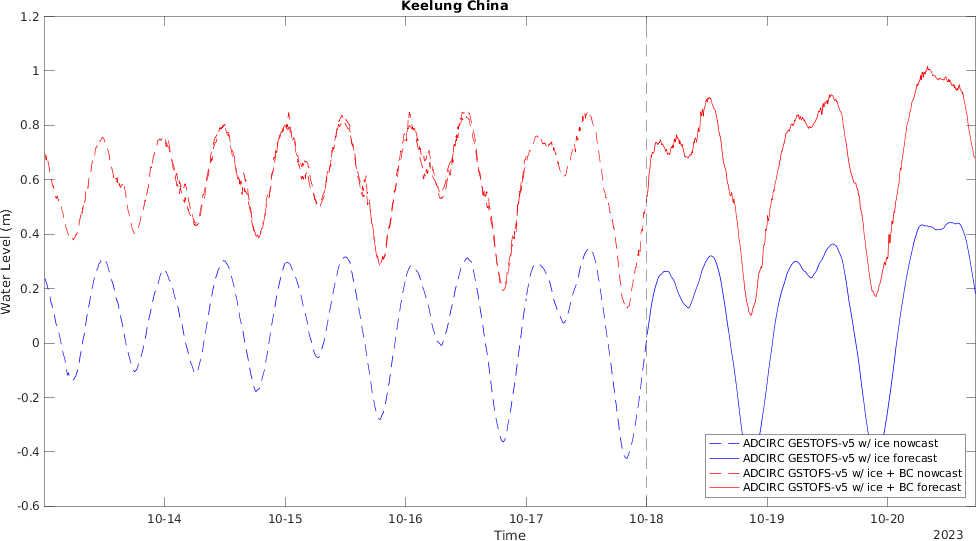 Keelung China
1.2
1
0.8
0.6
0.4
0.2
0
-0.2
-0.4
-0.6
Water Level (m)
ADCIRC GESTOFS-v5 w/ ice nowcast
ADCIRC GESTOFS-v5 w/ ice forecast
ADCIRC GSTOFS-v5 w/ ice + BC nowcast
ADCIRC GSTOFS-v5 w/ ice + BC forecast
10-14 10-15 10-16 10-17 10-18 10-19 10-20
Time
2023